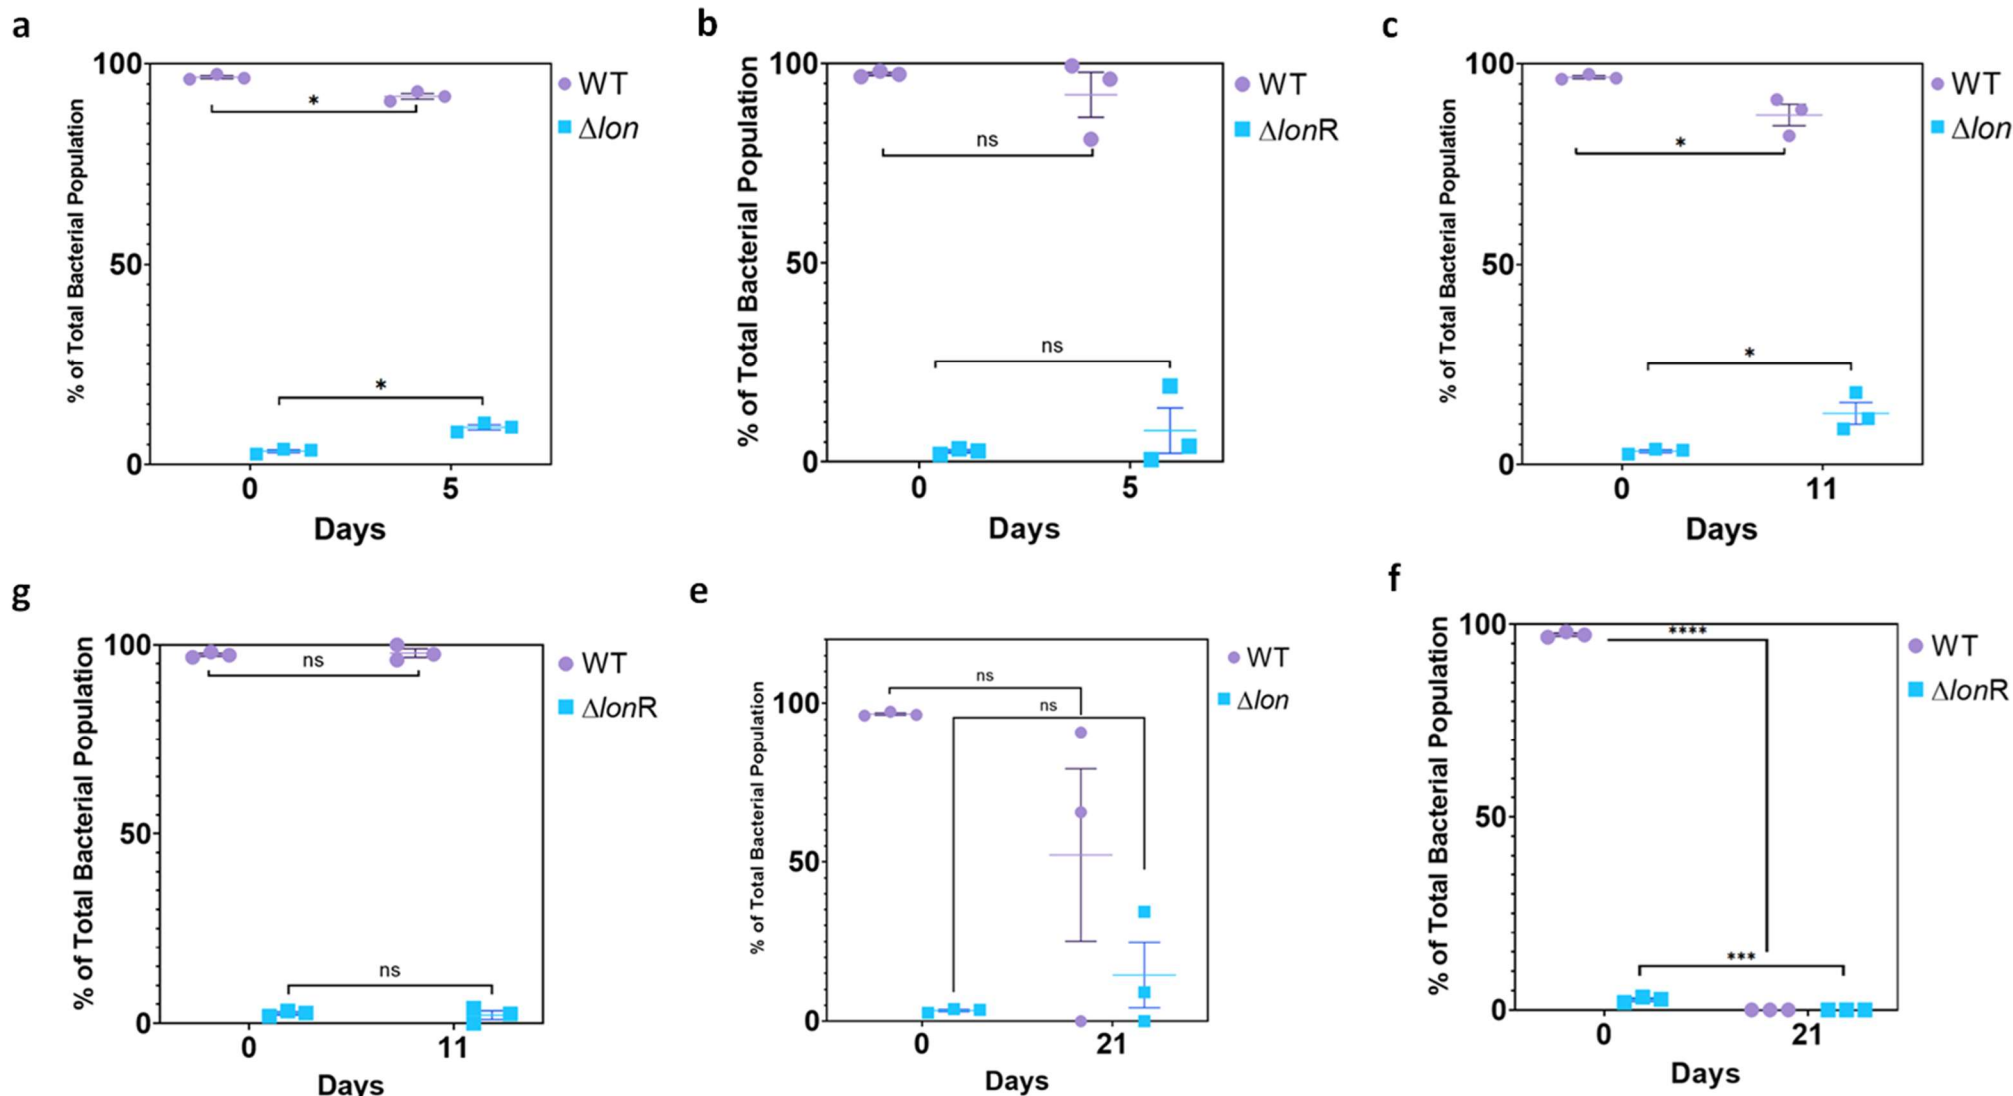 a
% of Total Bacterial Population
100
50
0
*
*
0 5
Days
WT
Δlon
b
% of Total Bacterial Population
100
50
0
ns
ns
0 5
Days
WT
ΔlonR
c
% of Total Bacterial Population
100
50
0
*
*
0 11
Days
WT
Δlon
g
% of Total Bacterial Population
100
50
0
ns
ns
0 11
Days
WT
ΔlonR
e
% of Total Bacterial Population
100
50
0
ns
ns
0 21
Days
WT
Δlon
f
% of Total Bacterial Population
100
50
0
****
***
0 21
Days
WT
ΔlonR